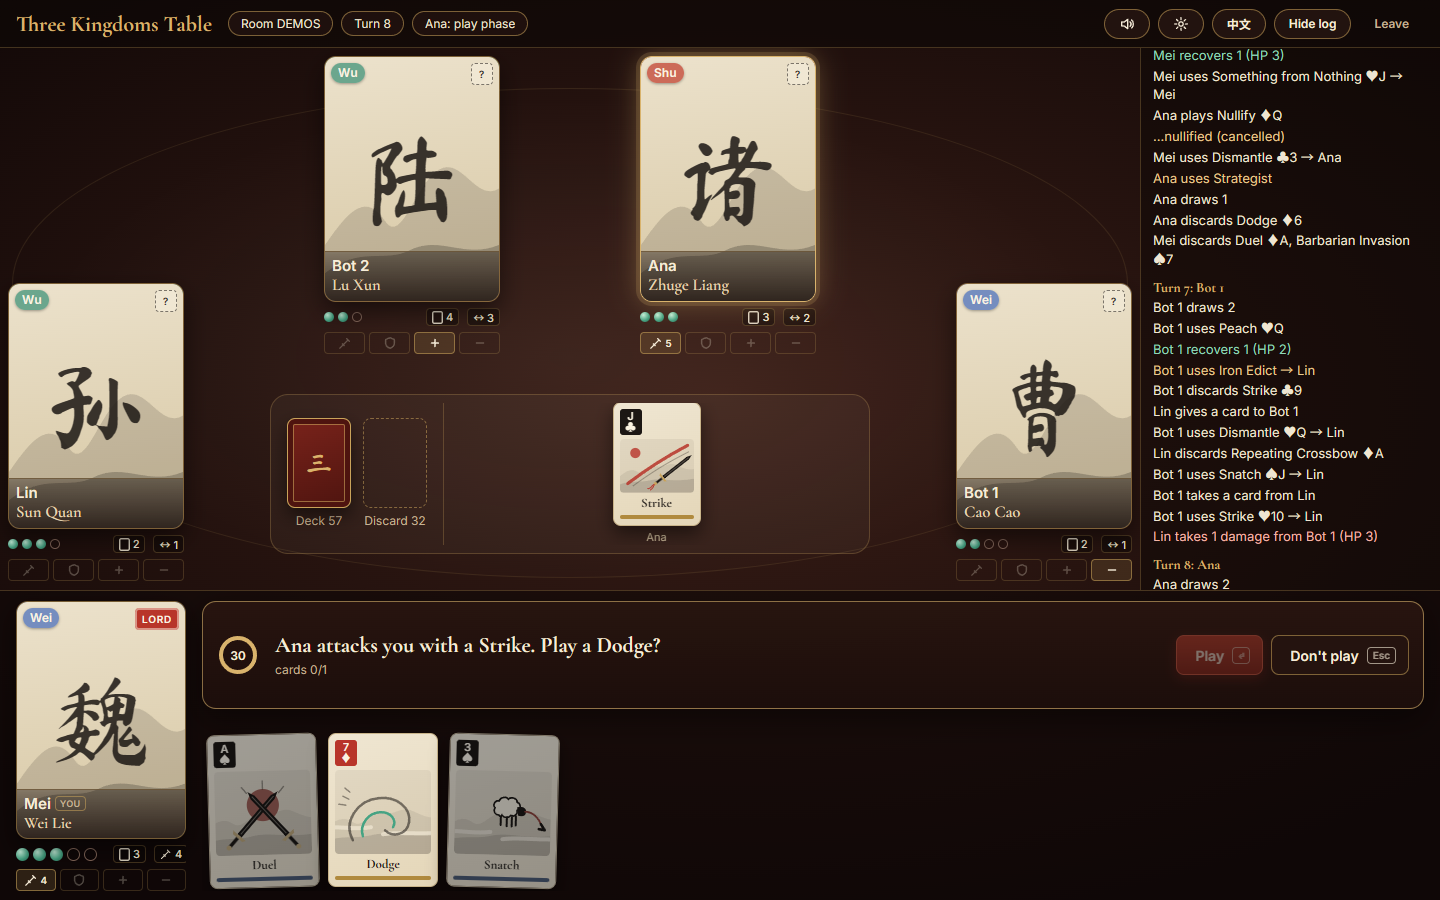 Three Kingdoms Table
Room DEMOS
Turn 8
Ana: play phase
中文
Hide log
Leave
Wu
?
陆
Bot 2
Lu Xun
4
↔ 3
+
−
Shu
?
诸
Ana
Zhuge Liang
3
↔ 2
5
+
−
Wu
?
孙
Lin
Sun Quan
2
↔ 1
+
−
Wei
?
曹
Bot 1
Cao Cao
2
↔ 1
+
−
三
Deck 57
Discard 32
J
♣
Strike
Ana
Mei recovers 1 (HP 3)
Mei uses Something from Nothing ♥J →
Mei
Ana plays Nullify ♦Q
...nullified (cancelled)
Mei uses Dismantle ♣3 → Ana
Ana uses Strategist
Ana draws 1
Ana discards Dodge ♦6
Mei discards Duel ♦A, Barbarian Invasion
♠7
Turn 7: Bot 1
Bot 1 draws 2
Bot 1 uses Peach ♥Q
Bot 1 recovers 1 (HP 2)
Bot 1 uses Iron Edict → Lin
Bot 1 discards Strike ♣9
Lin gives a card to Bot 1
Bot 1 uses Dismantle ♥Q → Lin
Lin discards Repeating Crossbow ♦A
Bot 1 uses Snatch ♠J → Lin
Bot 1 takes a card from Lin
Bot 1 uses Strike ♥10 → Lin
Lin takes 1 damage from Bot 1 (HP 3)
Turn 8: Ana
Ana draws 2
Wei
LORD
魏
Mei YOU
Wei Lie
3
4
4
+
−
30
Ana attacks you with a Strike. Play a Dodge?
cards 0/1
Play ⏎
Don't play Esc
A
♠
Duel
7
♦
Dodge
3
♠
Snatch